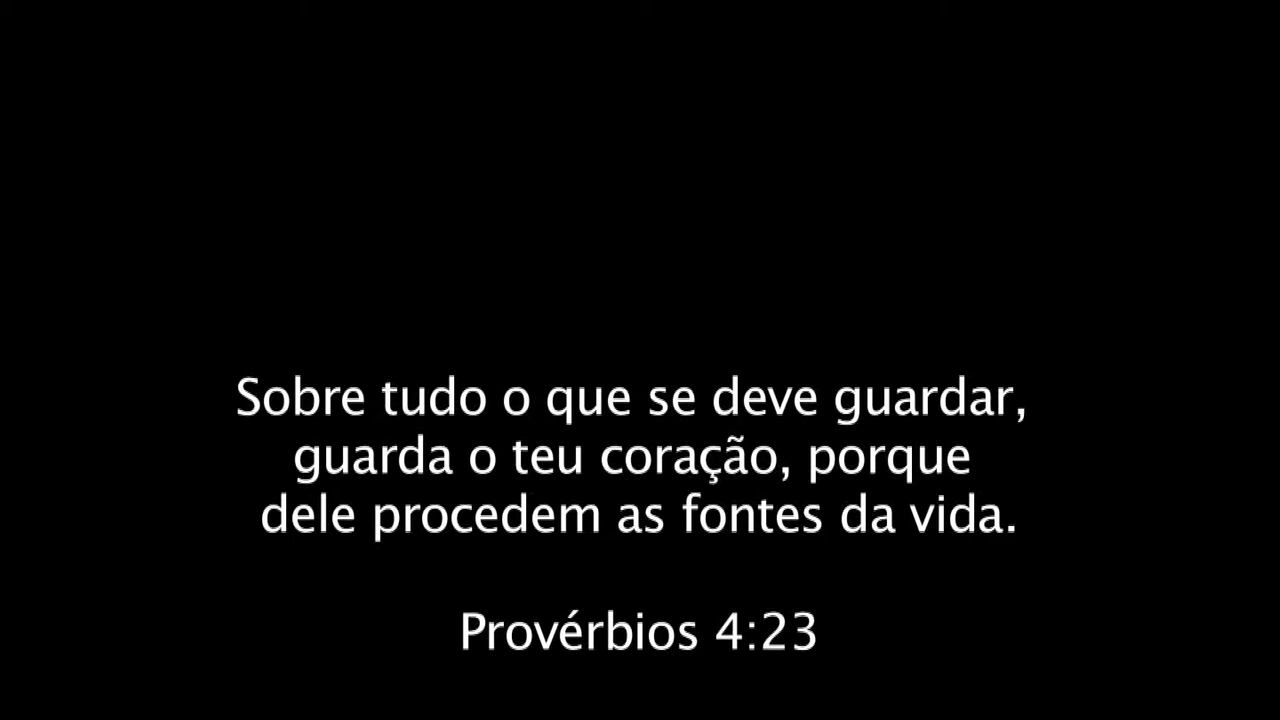 Sobre tudo o que se deve guardar,
guarda o teu coração, porque
dele procedem as fontes da vida.
Provérbios 4:23